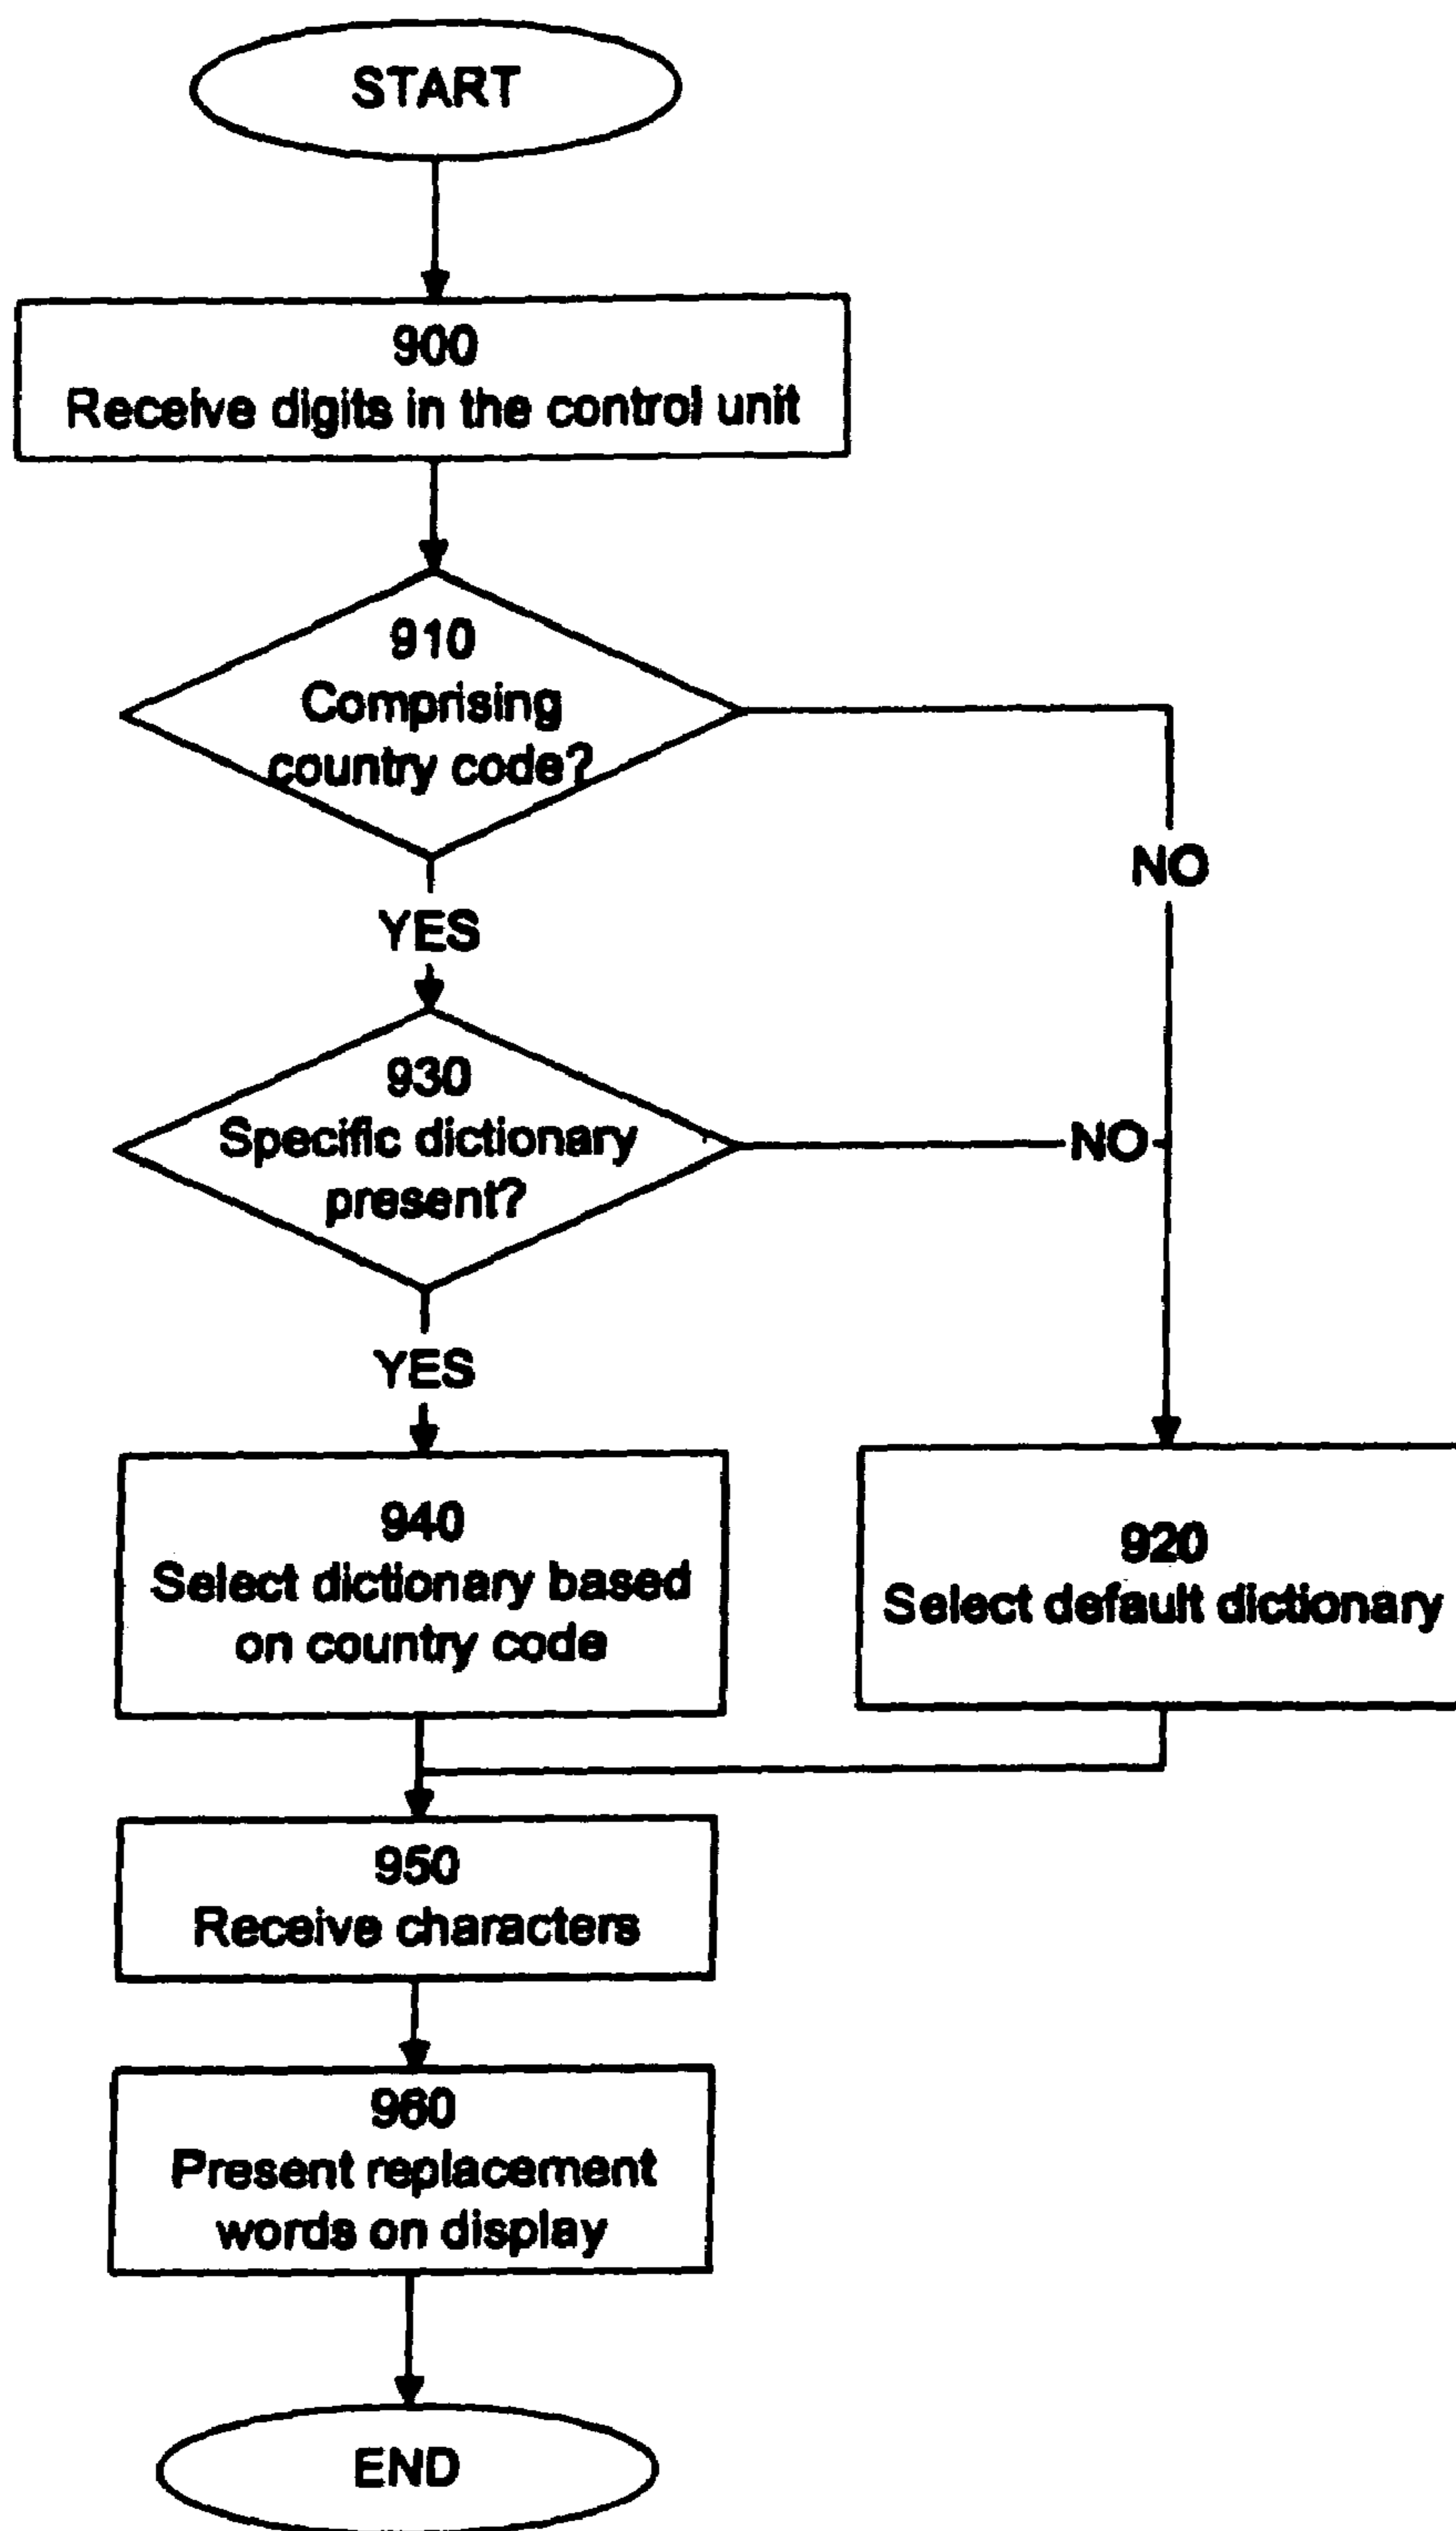 START
900
Receive digits in the control unit
910
Comprising
country code?
NO
YES
930
Specific dictionary
present?
NO
YES
940
Select dictionary based
on country code
920
Select default dictionary
950
Receive characters
960
Present replacement
words on display
END